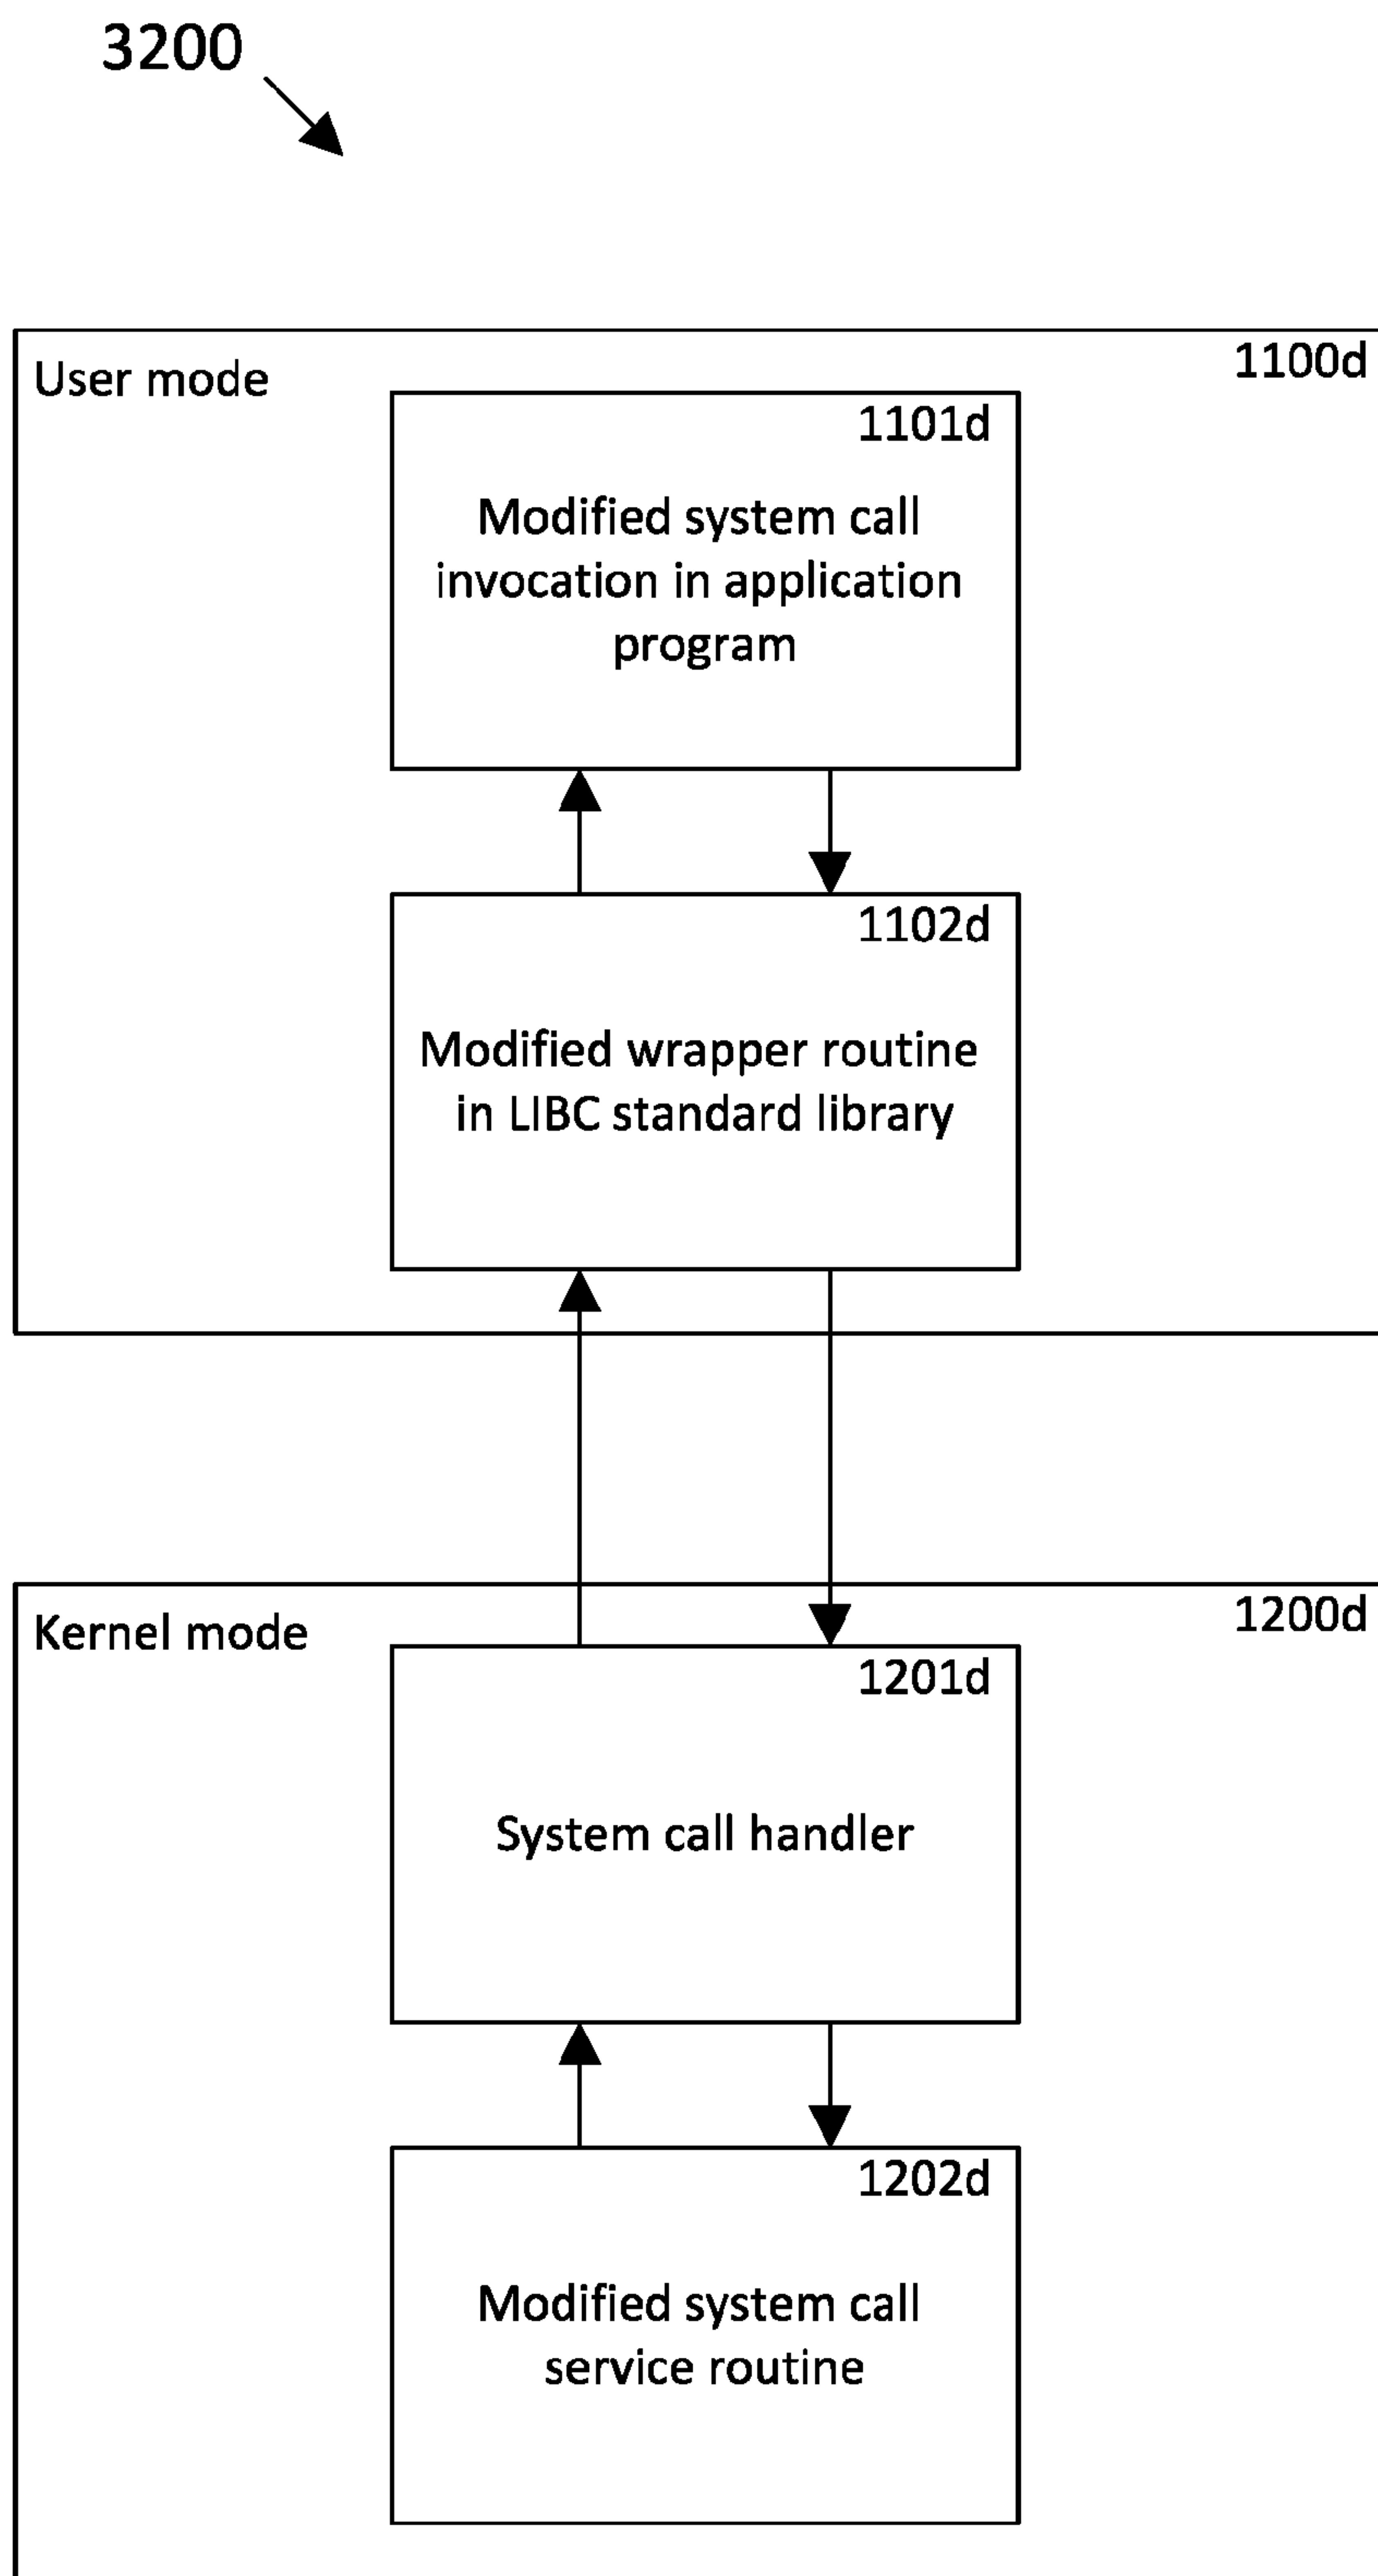 3200
User mode
1100d
1101d
Modified system call
invocation in application
program
1102d
Modified wrapper routine
in LIBC standard library
Kernel mode
1200d
1201d
System call handler
1202d
Modified system call
service routine